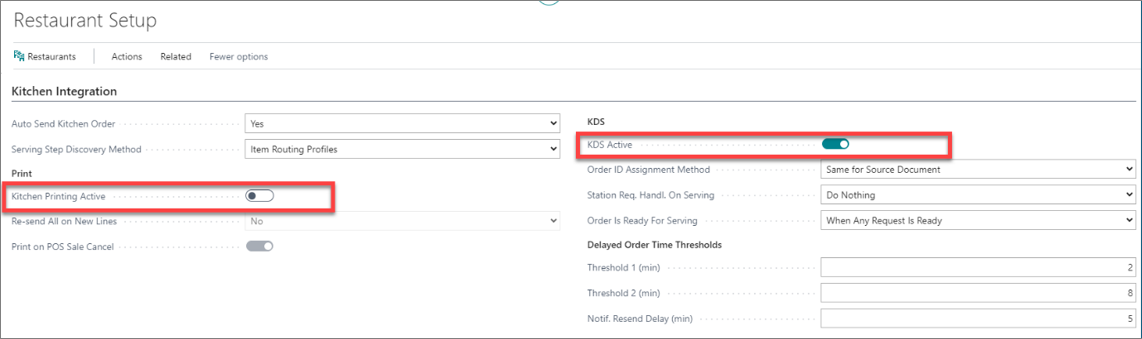 Restaurant Setup
Restaurants Actions Related Fewer options
Kitchen Integration
Auto Send Kitchen Order Yes
Serving Step Discovery Method Item Routing Profiles
Print
Kitchen Printing Active
Re-send All on New Lines No
Print on POS Sale Cancel
KDS
KDS Active
Order ID Assignment Method Same for Source Document
Station Req. Handl. On Serving Do Nothing
Order Is Ready For Serving When Any Request Is Ready
Delayed Order Time Thresholds
Threshold 1 (min) 2
Threshold 2 (min) 8
Notif. Resend Delay (min) 5